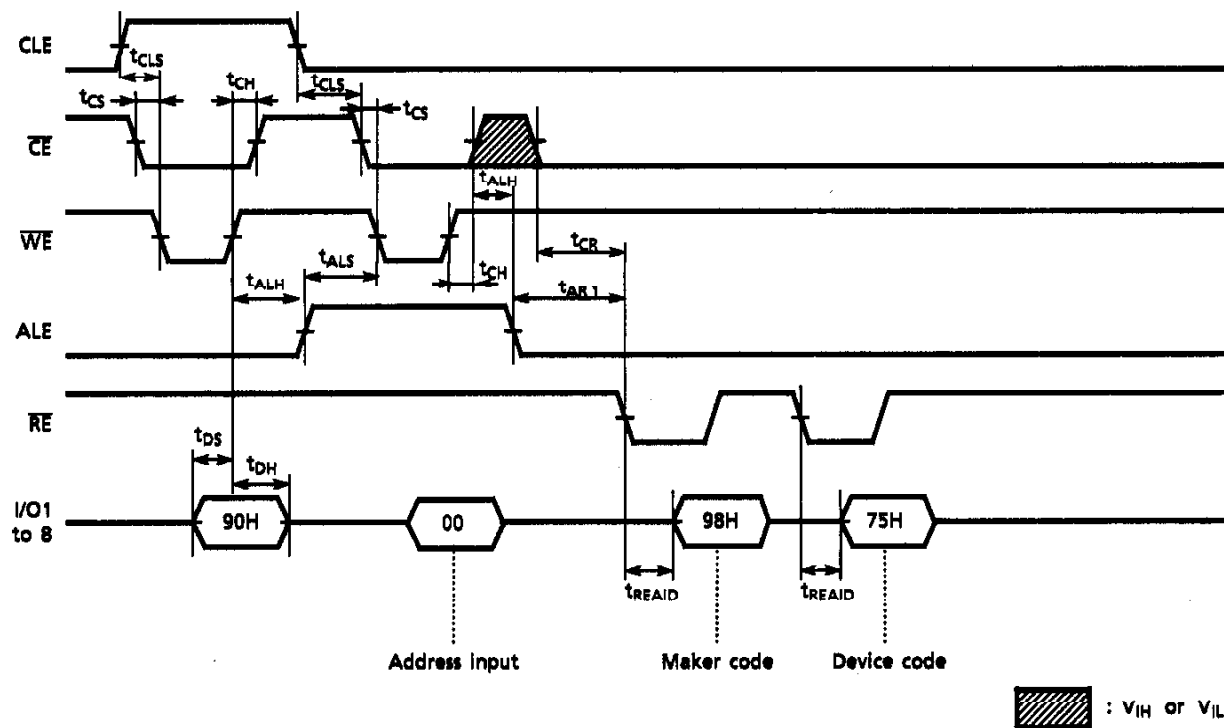 CLE
tCLS
tCH
tCLS
tCS
tCS
CE
tALH
WE
tCR
tCH
tALS
tALH
tAR1
ALE
RE
tDS
tDH
I/O1
to 8
90H
00
98H
75H
tREAID
tREAID
Address input
Maker code
Device code
: VIH or VIL